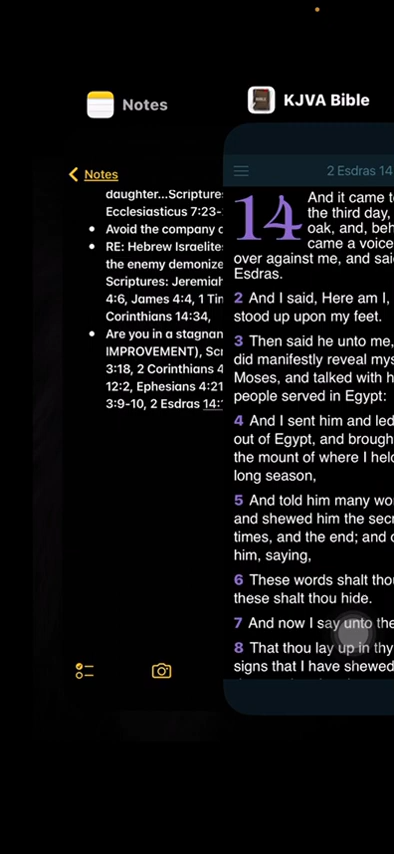 Notes
KJVA Bible
Notes
daughter...Scripture
Ecclesiasticus 7:23-
Avoid the company
RE: Hebrew Israelite
the enemy demonize
Scriptures: Jeremiah
4:6, James 4:4, 1 Tim
Corinthians 14:34,
Are you in a stagnan
IMPROVEMENT), Scr
3:18, 2 Corinthians 4
12:2, Ephesians 4:21
3:9-10, 2 Esdras 14:
2 Esdras 14
14 And it came t
the third day,
oak, and, beh
came a voice
over against me, and sai
Esdras.
2 And I said, Here am I,
stood up upon my feet.
3 Then said he unto me,
did manifestly reveal mys
Moses, and talked with h
people served in Egypt:
4 And I sent him and led
out of Egypt, and brough
the mount of where I held
long season,
5 And told him many wo
and shewed him the secr
times, and the end; and c
him, saying,
6 These words shalt thou
these shalt thou hide.
7 And now I say unto the
8 That thou lay up in thy
signs that I have shewed